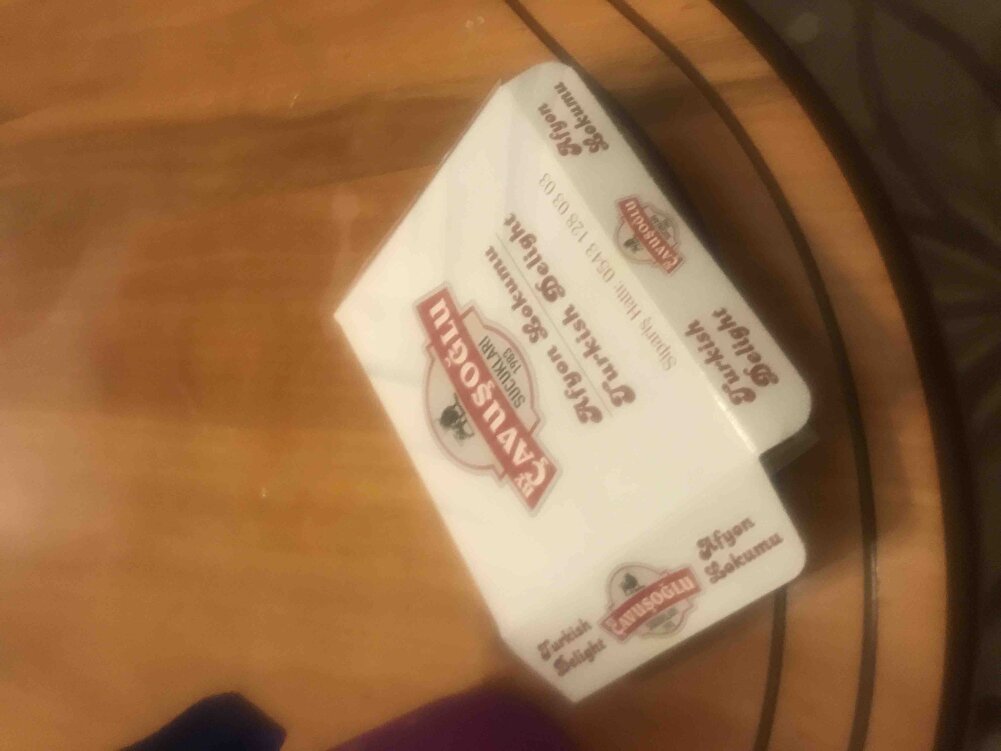 BY
ÇAVUŞOĞLU
SUCUKLARI
1983
Afyon Lokumu
Turkish Delight
Sipariş Hattı: 0543 128 03 03
Turkish
Delight
ÇAVUŞOĞLU
Afyon
Lokumu
Turkish
Delight
ÇAVUŞOĞLU
Afyon
Lokumu